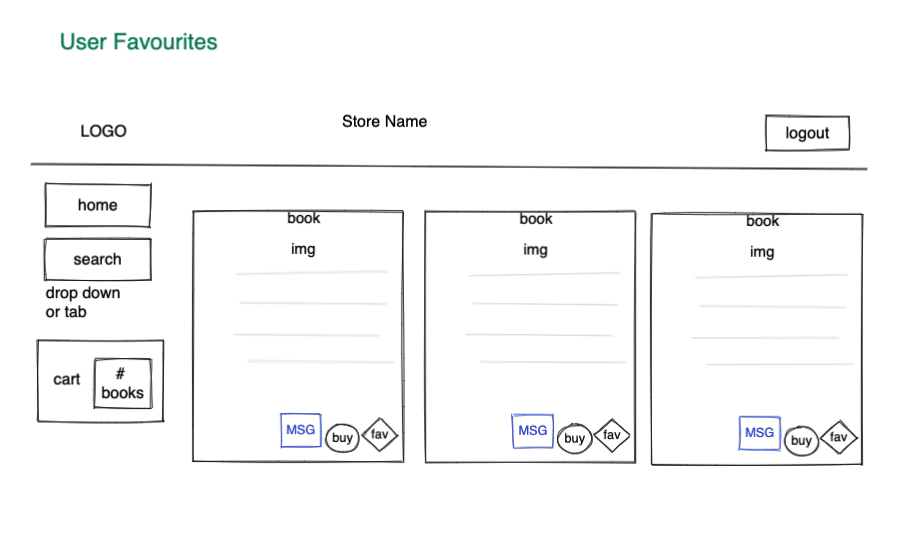 User Favourites
LOGO
Store Name
logout
home
search
drop down
or tab
cart
#
books
book
img
MSG
buy
fav
book
img
MSG
buy
fav
book
img
MSG
buy
fav